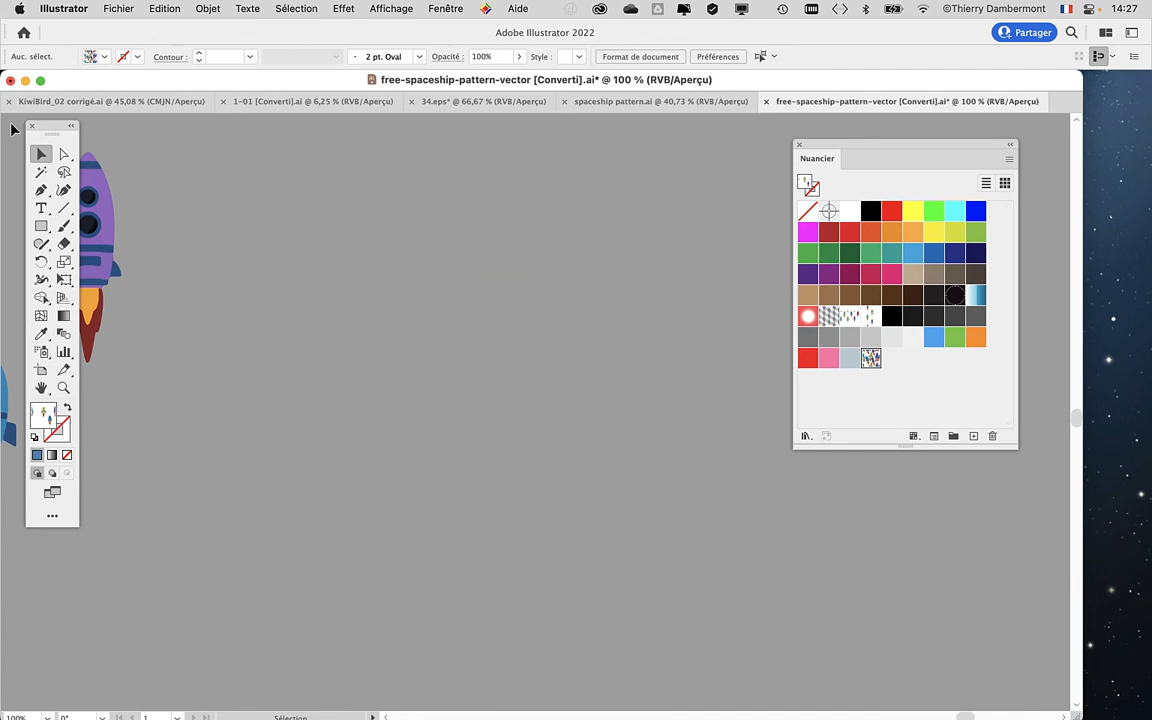 Illustrator Fichier Edition Objet Texte Sélection Effet Affichage Fenêtre Aide ©Thierry Dambermont 14:27
Adobe Illustrator 2022 Partager
Auc. sélect. Contour : 2 pt. Oval Opacité : 100% Style : Format de document Préférences
free-spaceship-pattern-vector [Converti].ai* @ 100 % (RVB/Aperçu)
KiwiBird_02 corrigé.ai @ 45,08 % (CMJN/Aperçu) 1-01 [Converti].ai @ 6,25 % (RVB/Aperçu) 34.eps* @ 66,67 % (RVB/Aperçu) spaceship pattern.ai @ 40,73 % (RVB/Aperçu) free-spaceship-pattern-vector [Converti].ai* @ 100 % (RVB/Aperçu)
Nuancier
100% 0° 1 Sélection